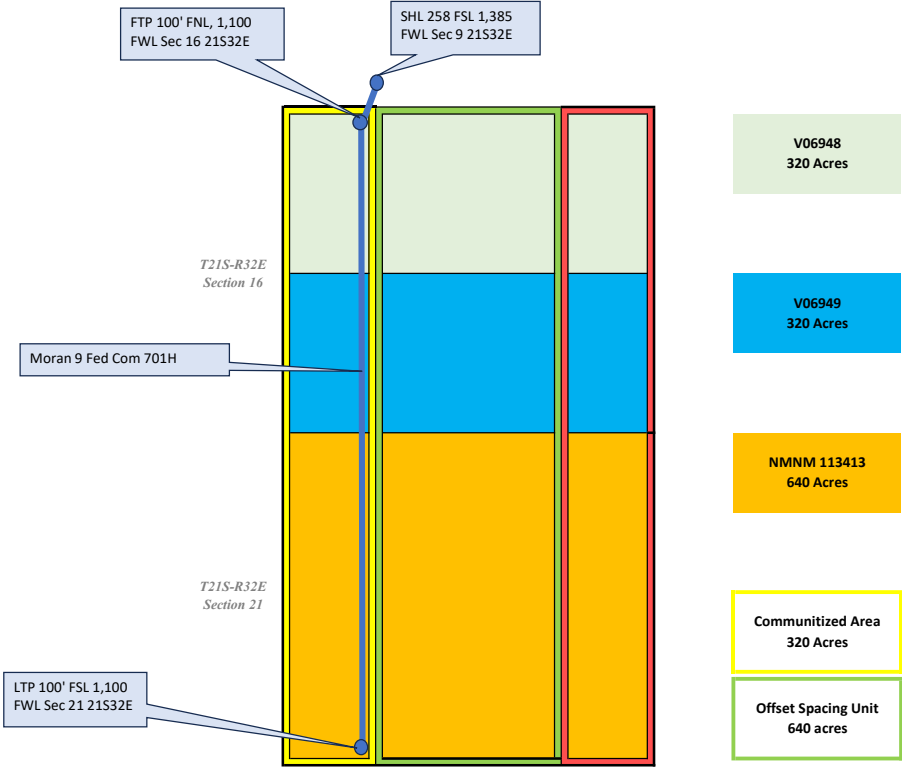 FTP 100' FNL, 1,100
FWL Sec 16 21S32E
SHL 258 FSL 1,385
FWL Sec 9 21S32E
V06948
320 Acres
T21S-R32E
Section 16
V06949
320 Acres
Moran 9 Fed Com 701H
NMNM 113413
640 Acres
T21S-R32E
Section 21
Communitized Area
320 Acres
LTP 100' FSL 1,100
FWL Sec 21 21S32E
Offset Spacing Unit
640 acres